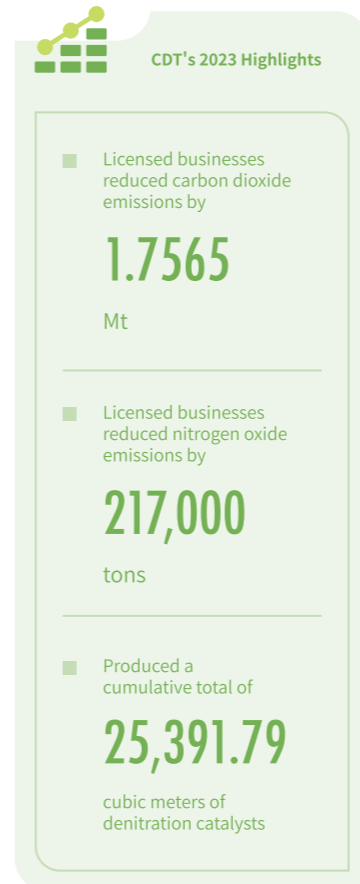 CDT's 2023 Highlights
Licensed businesses
reduced carbon dioxide
emissions by
1.7565
Mt
Licensed businesses
reduced nitrogen oxide
emissions by
217,000
tons
Produced a
cumulative total of
25,391.79
cubic meters of
denitration catalysts